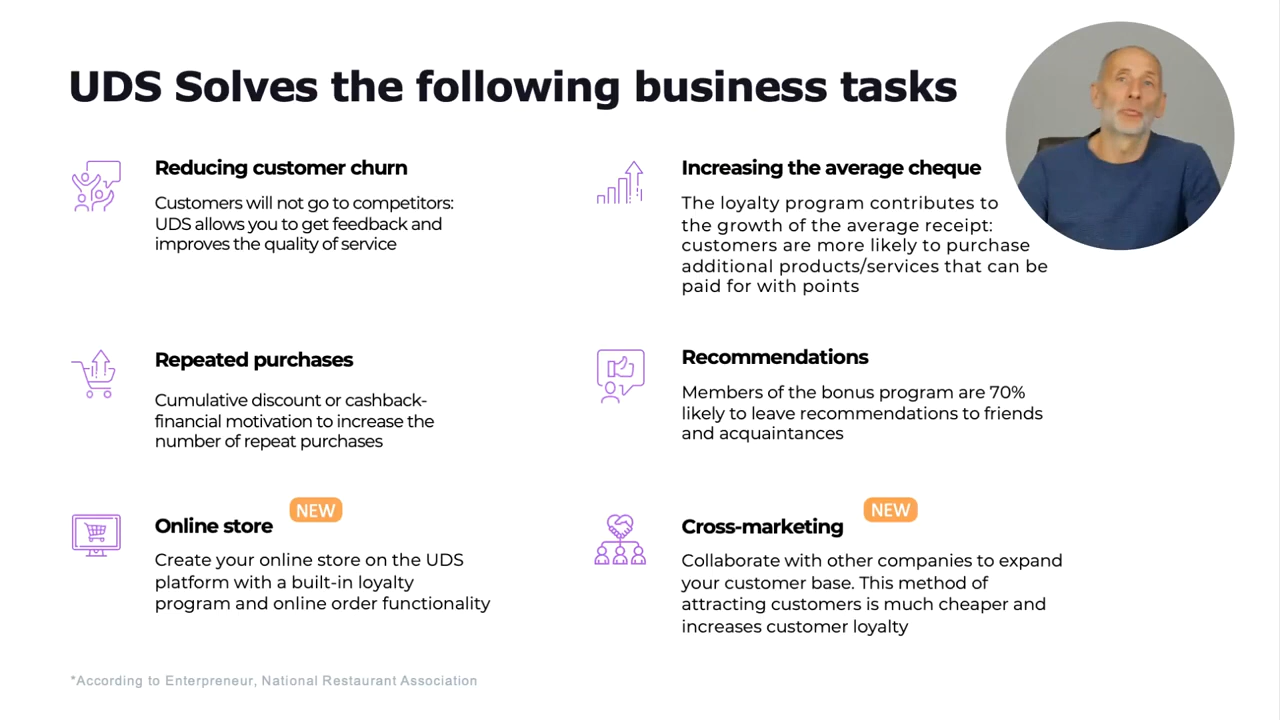 UDS Solves the following business tasks
Reducing customer churn
Customers will not go to competitors:
UDS allows you to get feedback and
improves the quality of service
Increasing the average cheque
The loyalty program contributes to
the growth of the average receipt:
customers are more likely to purchase
additional products/services that can be
paid for with points
Repeated purchases
Cumulative discount or cashback-
financial motivation to increase the
number of repeat purchases
Recommendations
Members of the bonus program are 70%
likely to leave recommendations to friends
and acquaintances
NEW
Online store
Create your online store on the UDS
platform with a built-in loyalty
program and online order functionality
NEW
Cross-marketing
Collaborate with other companies to expand
your customer base. This method of
attracting customers is much cheaper and
increases customer loyalty
*According to Enterpreneur, National Restaurant Association